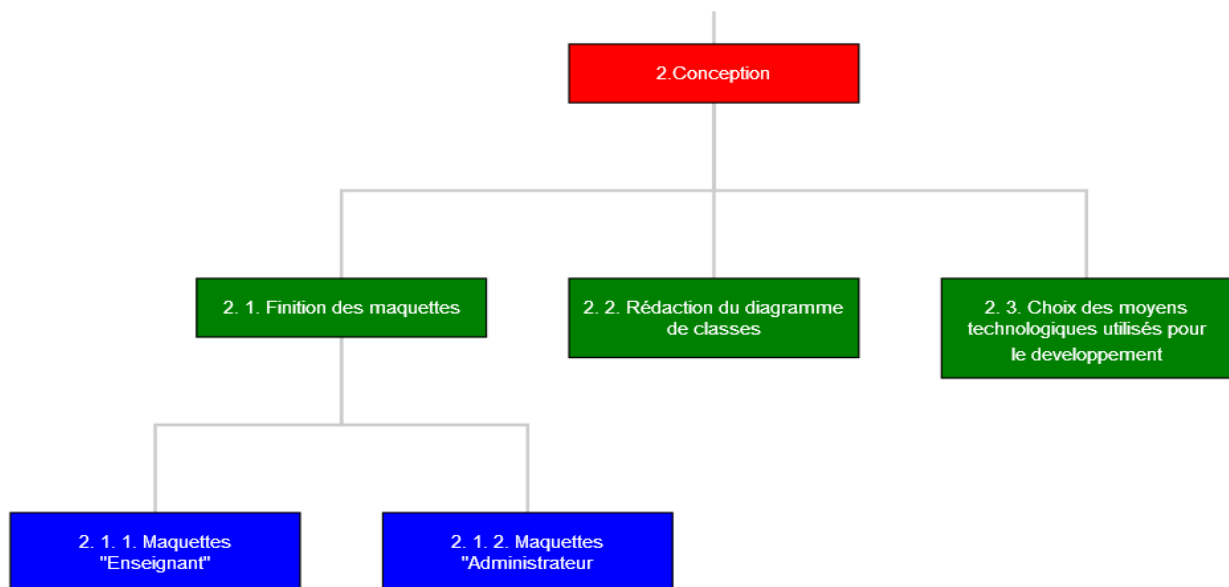 2.Conception
2. 1. Finition des maquettes
2. 2. Rédaction du diagramme
de classes
2. 3. Choix des moyens
technologiques utilisés pour
le developpement
2. 1. 1. Maquettes
"Enseignant"
2. 1. 2. Maquettes
"Administrateur